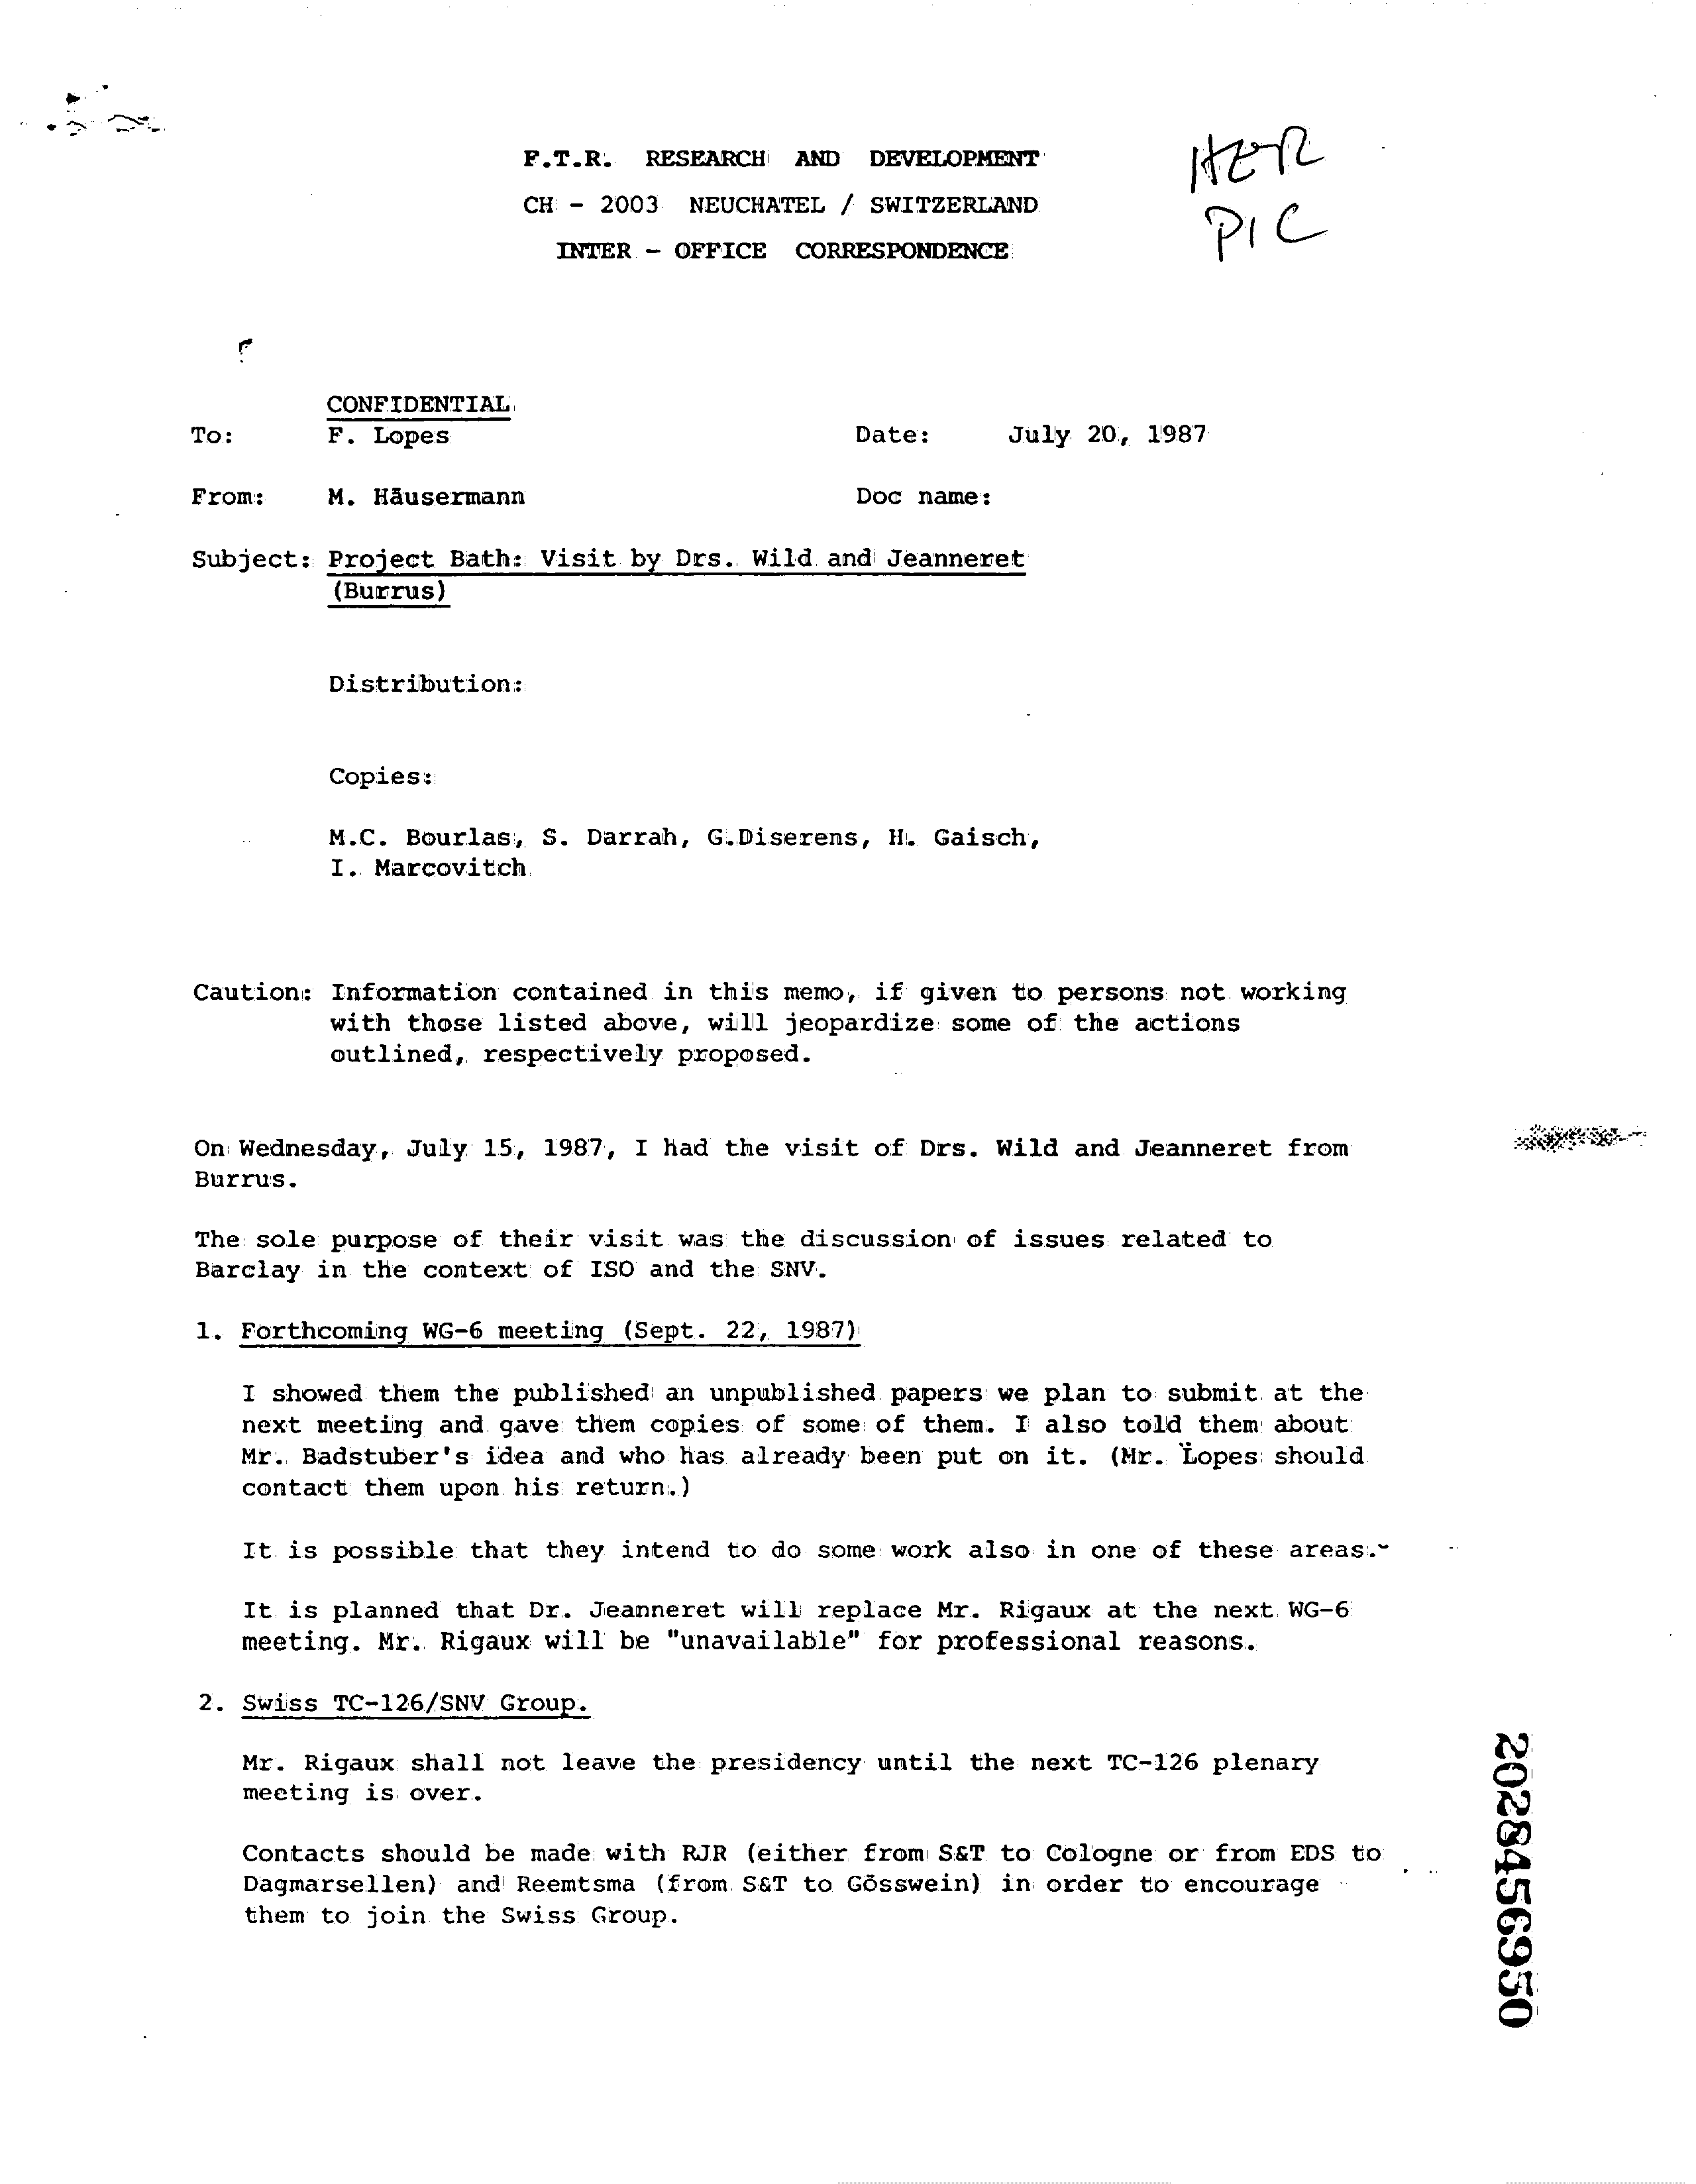 F.T.R. RESEARCH AND DEVELOPMENT
CH - 2003 NEUCHATEL / SWITZERLAND
INTER - OFFICE CORRESPONDENCE
HER
PIC
CONFIDENTIAL
To: F. Lopes Date: July 20, 1987
From: M. Häusermann Doc name:
Subject: Project Bath: Visit by Drs. Wild and Jeanneret
(Burrus)
Distribution:
Copies:
M.C. Bourlas, S. Darrah, G.Diserens, H. Gaisch,
I. Marcovitch
Caution: Information contained in this memo, if given to persons not working
with those listed above, will jeopardize some of the actions
outlined, respectively proposed.
On Wednesday, July 15, 1987, I had the visit of Drs. Wild and Jeanneret from
Burrus.
The sole purpose of their visit was the discussion of issues related to
Barclay in the context of ISO and the SNV.
1. Forthcoming WG-6 meeting (Sept. 22, 1987)
I showed them the published an unpublished papers we plan to submit at the
next meeting and gave them copies of some of them. I also told them about
Mr. Badstuber's idea and who has already been put on it. (Mr. Lopes should
contact them upon his return.)
It is possible that they intend to do some work also in one of these areas.
It is planned that Dr. Jeanneret will replace Mr. Rigaux at the next WG-6
meeting. Mr. Rigaux will be "unavailable" for professional reasons.
2. Swiss TC-126/SNV Group.
Mr. Rigaux shall not leave the presidency until the next TC-126 plenary
meeting is over.
Contacts should be made with RJR (either from S&T to Cologne or from EDS to
Dagmarsellen) and Reemtsma (from S&T to Gösswein) in order to encourage
them to join the Swiss Group.
2028456950